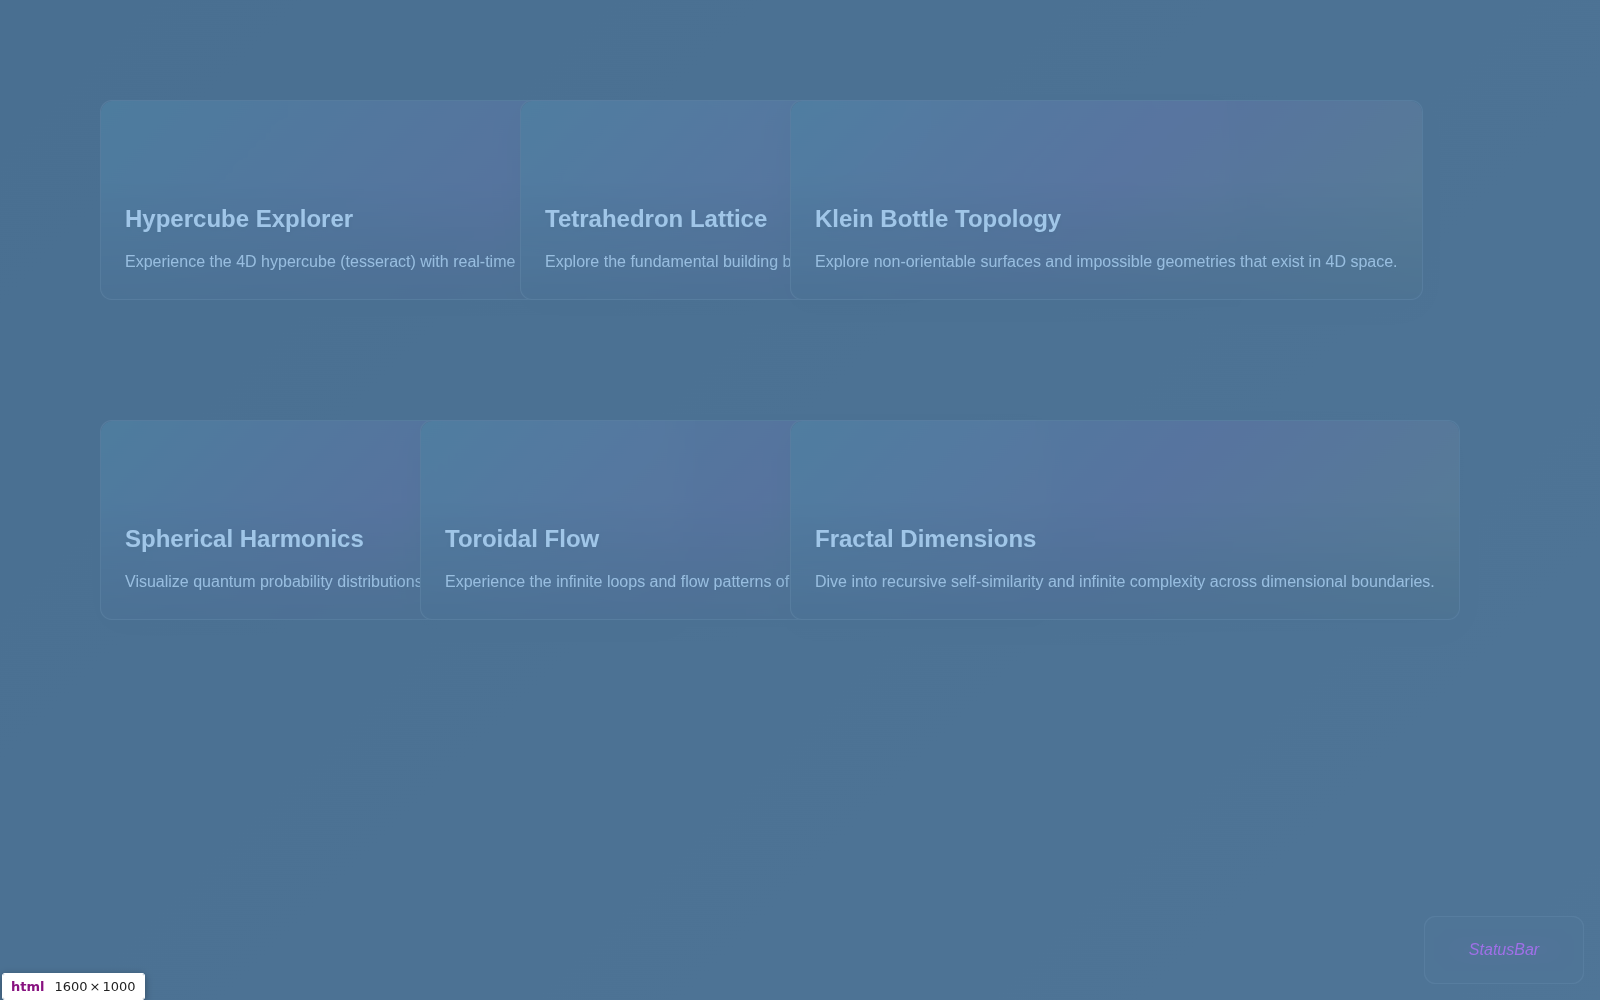 Hypercube Explorer
Experience the 4D hypercube (tesseract) with real-time
Tetrahedron Lattice
Explore the fundamental building b
Klein Bottle Topology
Explore non-orientable surfaces and impossible geometries that exist in 4D space.
Spherical Harmonics
Visualize quantum probability distributions
Toroidal Flow
Experience the infinite loops and flow patterns of
Fractal Dimensions
Dive into recursive self-similarity and infinite complexity across dimensional boundaries.
StatusBar
html 1600 × 1000